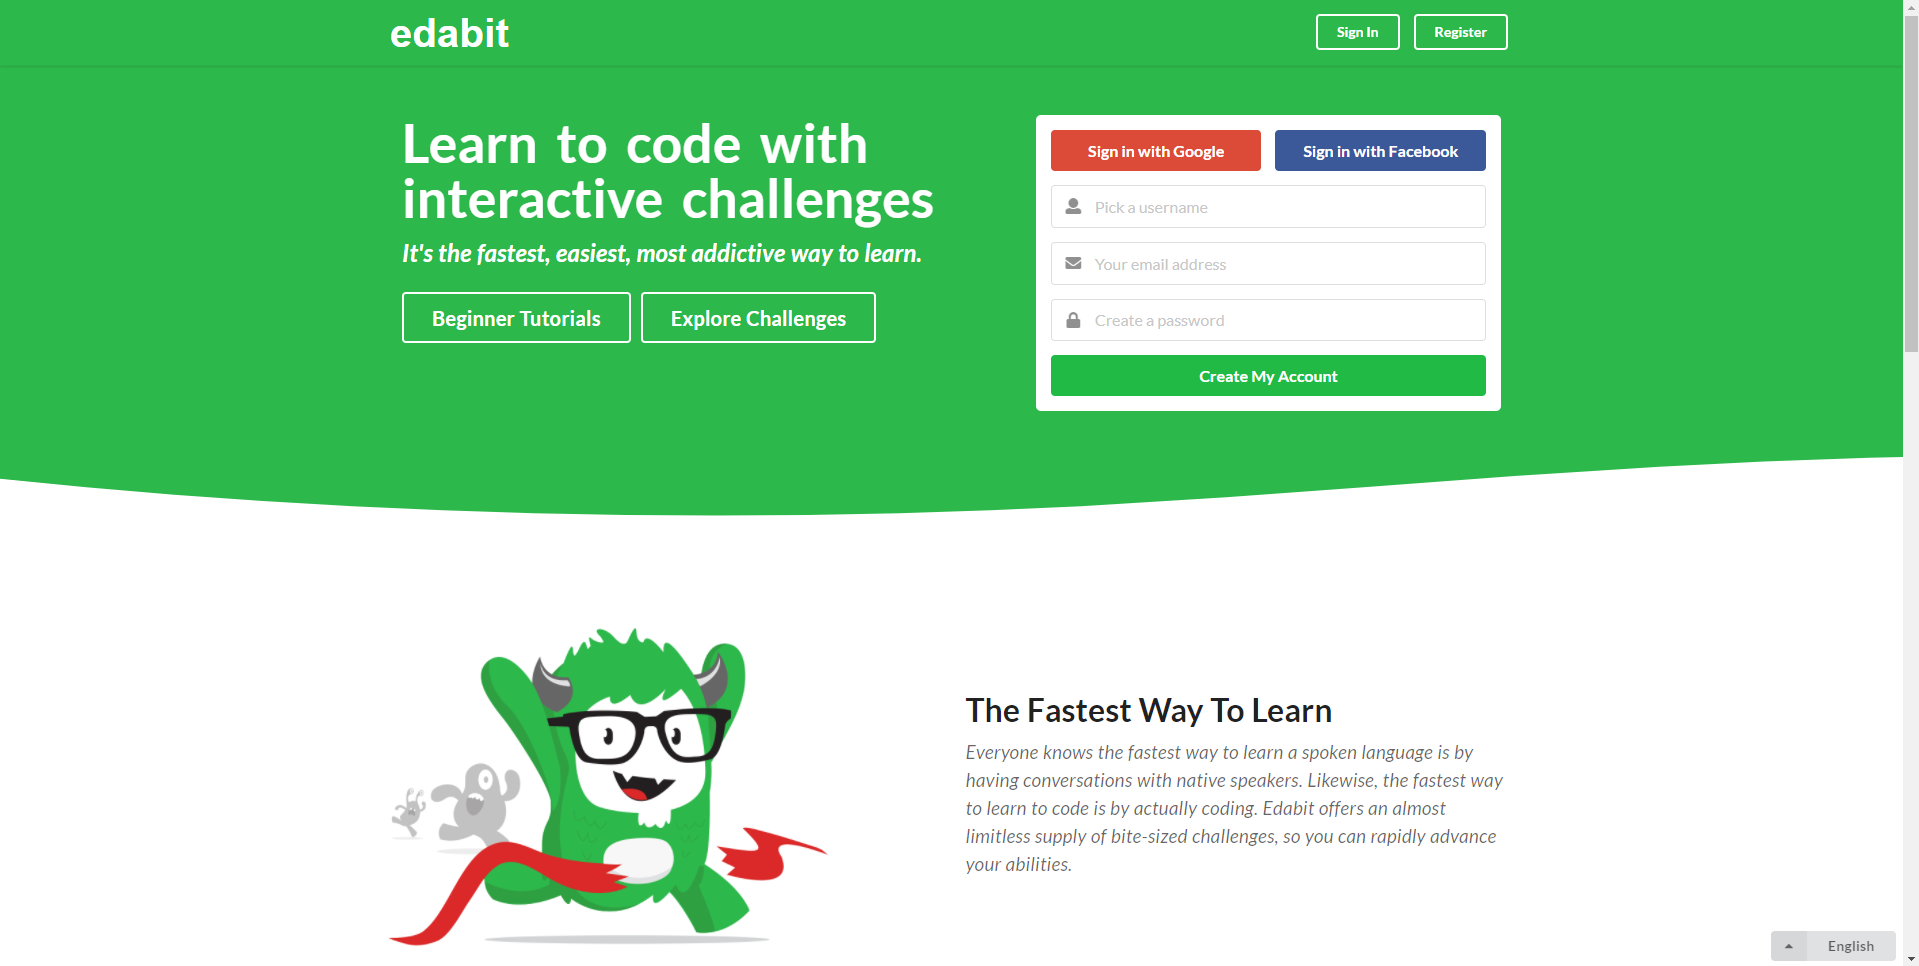 edabit
Sign In
Register
Learn to code with
interactive challenges
It's the fastest, easiest, most addictive way to learn.
Beginner Tutorials
Explore Challenges
Sign in with Google
Sign in with Facebook
Pick a username
Your email address
Create a password
Create My Account
The Fastest Way To Learn
Everyone knows the fastest way to learn a spoken language is by
having conversations with native speakers. Likewise, the fastest way
to learn to code is by actually coding. Edabit offers an almost
limitless supply of bite-sized challenges, so you can rapidly advance
your abilities.
English